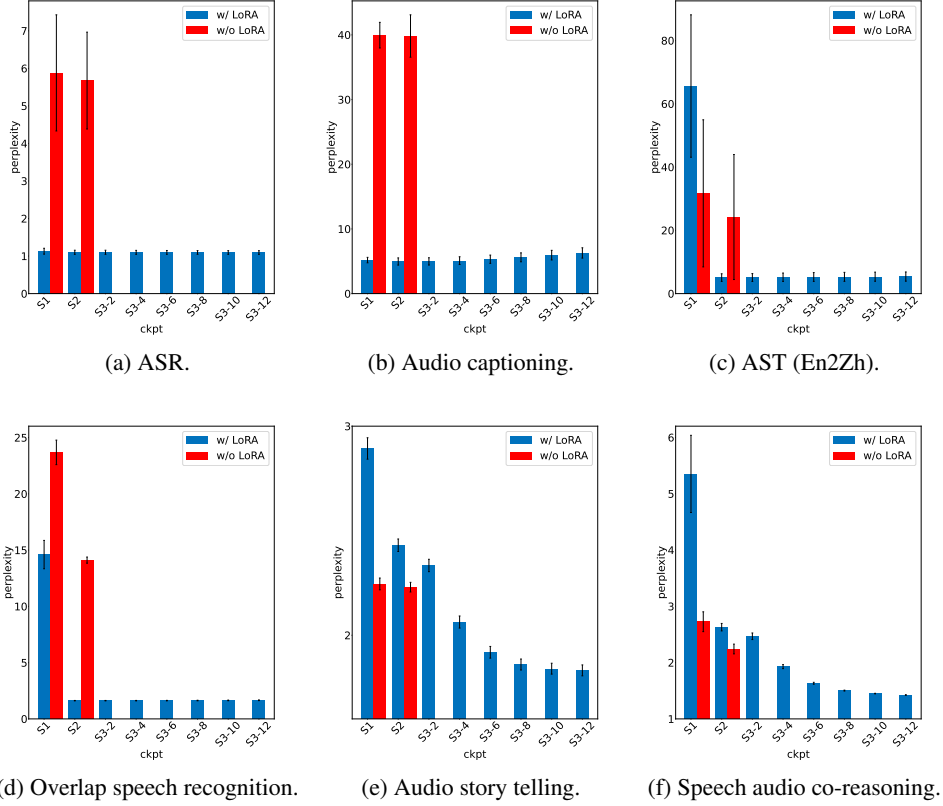 7
6
5
4
3
2
1
0
perplexity
w/ LoRA
w/o LoRA
S1
S2
S3-2
S3-4
S3-6
S3-8
S3-10
S3-12
ckpt
(a) ASR.
40
30
20
10
0
perplexity
w/ LoRA
w/o LoRA
S1
S2
S3-2
S3-4
S3-6
S3-8
S3-10
S3-12
ckpt
(b) Audio captioning.
80
60
40
20
0
perplexity
w/ LoRA
w/o LoRA
S1
S2
S3-2
S3-4
S3-6
S3-8
S3-10
S3-12
ckpt
(c) AST (En2Zh).
25
20
15
10
5
0
perplexity
w/ LoRA
w/o LoRA
S1
S2
S3-2
S3-4
S3-6
S3-8
S3-10
S3-12
ckpt
(d) Overlap speech recognition.
3
2
perplexity
w/ LoRA
w/o LoRA
S1
S2
S3-2
S3-4
S3-6
S3-8
S3-10
S3-12
ckpt
(e) Audio story telling.
6
5
4
3
2
1
perplexity
w/ LoRA
w/o LoRA
S1
S2
S3-2
S3-4
S3-6
S3-8
S3-10
S3-12
ckpt
(f) Speech audio co-reasoning.